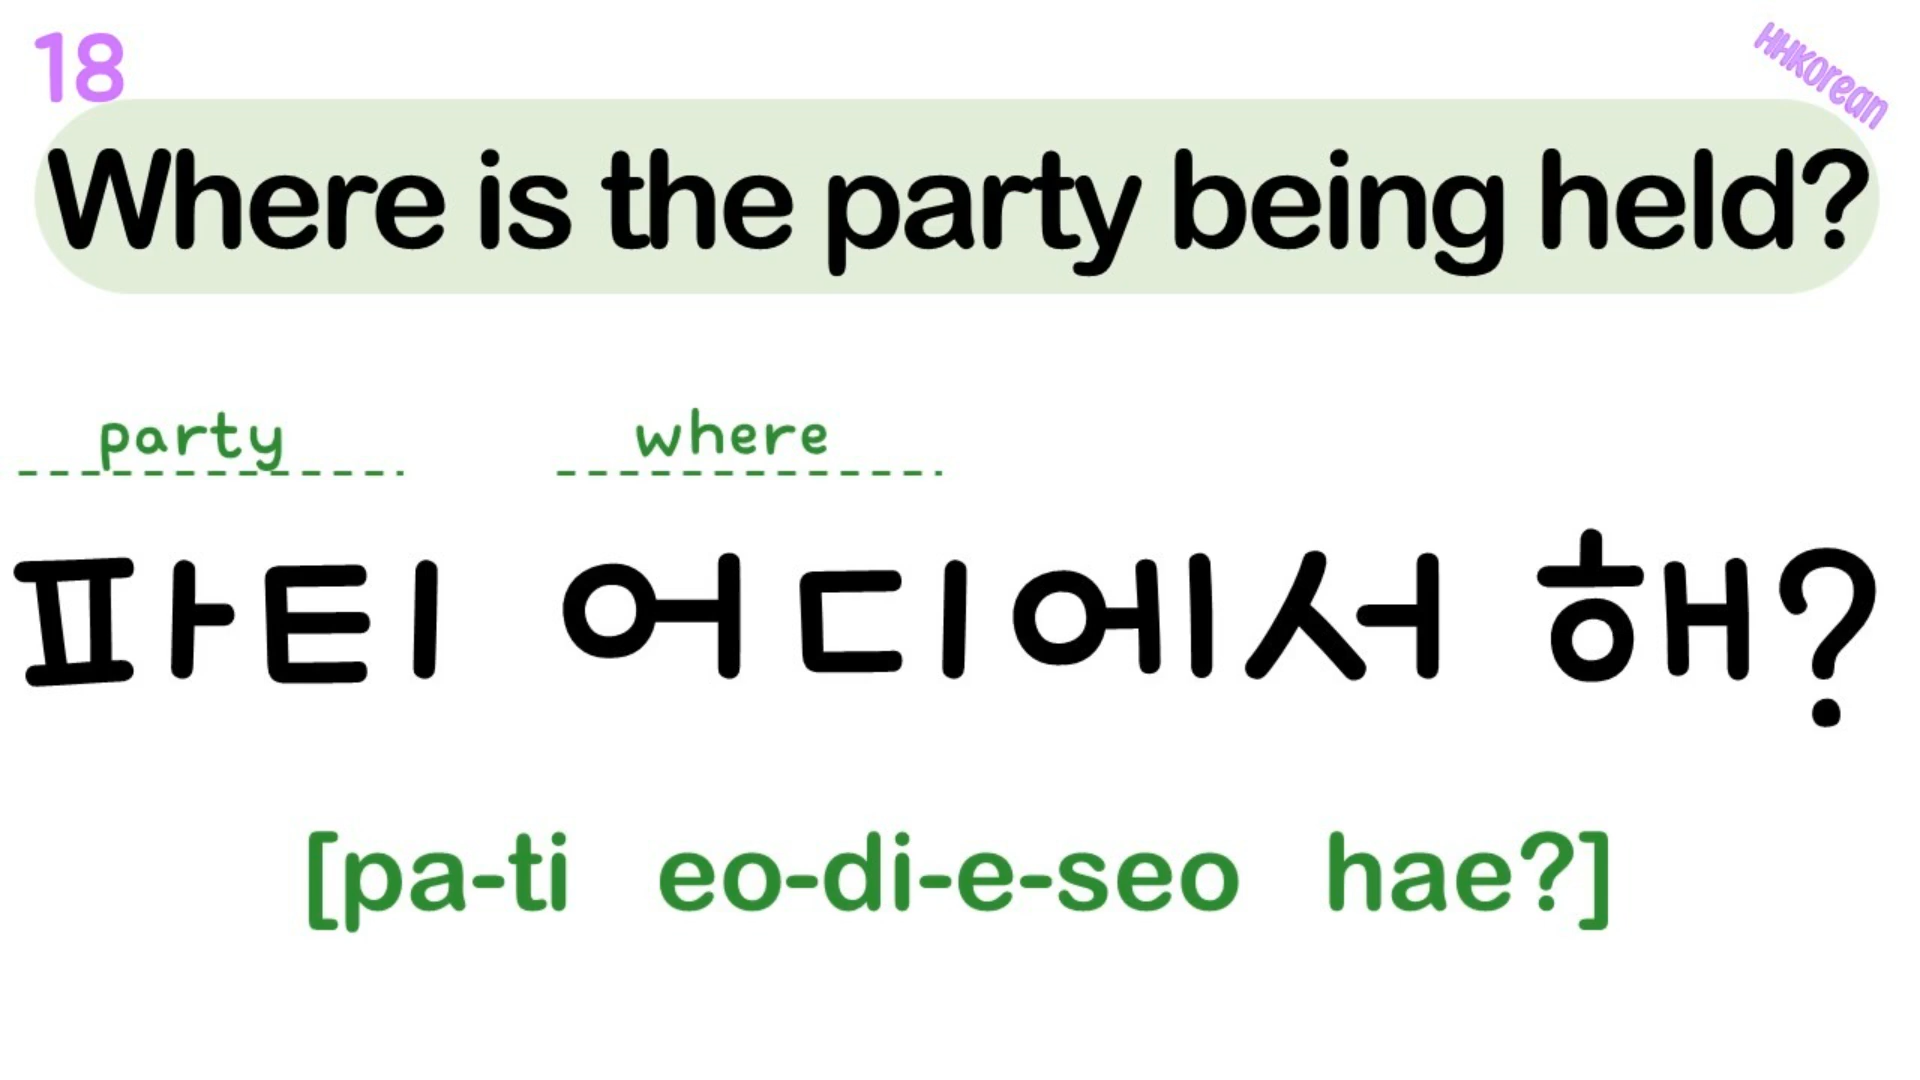 18
HHKorean
Where is the party being held?
party where
파티 어디에서 해?
[pa-ti eo-di-e-seo hae?]